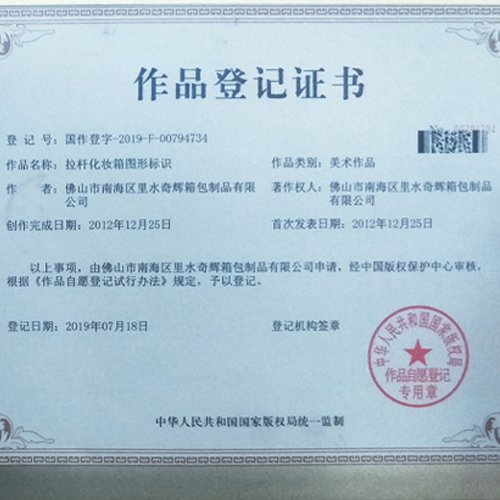 作品登记证书
登 记 号：国作登字-2019-F-00794734
作品名称：拉杆化妆箱图形标识 作品类别：美术作品
作 者：佛山市南海区里水奇辉箱包制品有限 著作权人：佛山市南海区里水奇辉箱包制品
公司 有限公司
创作完成日期：2012年12月25日 首次发表日期：2012年12月25日
以上事项，由佛山市南海区里水奇辉箱包制品有限公司申请，经中国版权保护中心审核，
根据《作品自愿登记试行办法》规定，予以登记。
登记日期：2019年07月18日 登记机构签章
中华人民共和国国家版权局
作品自愿登记
专用章
中华人民共和国国家版权局统一监制